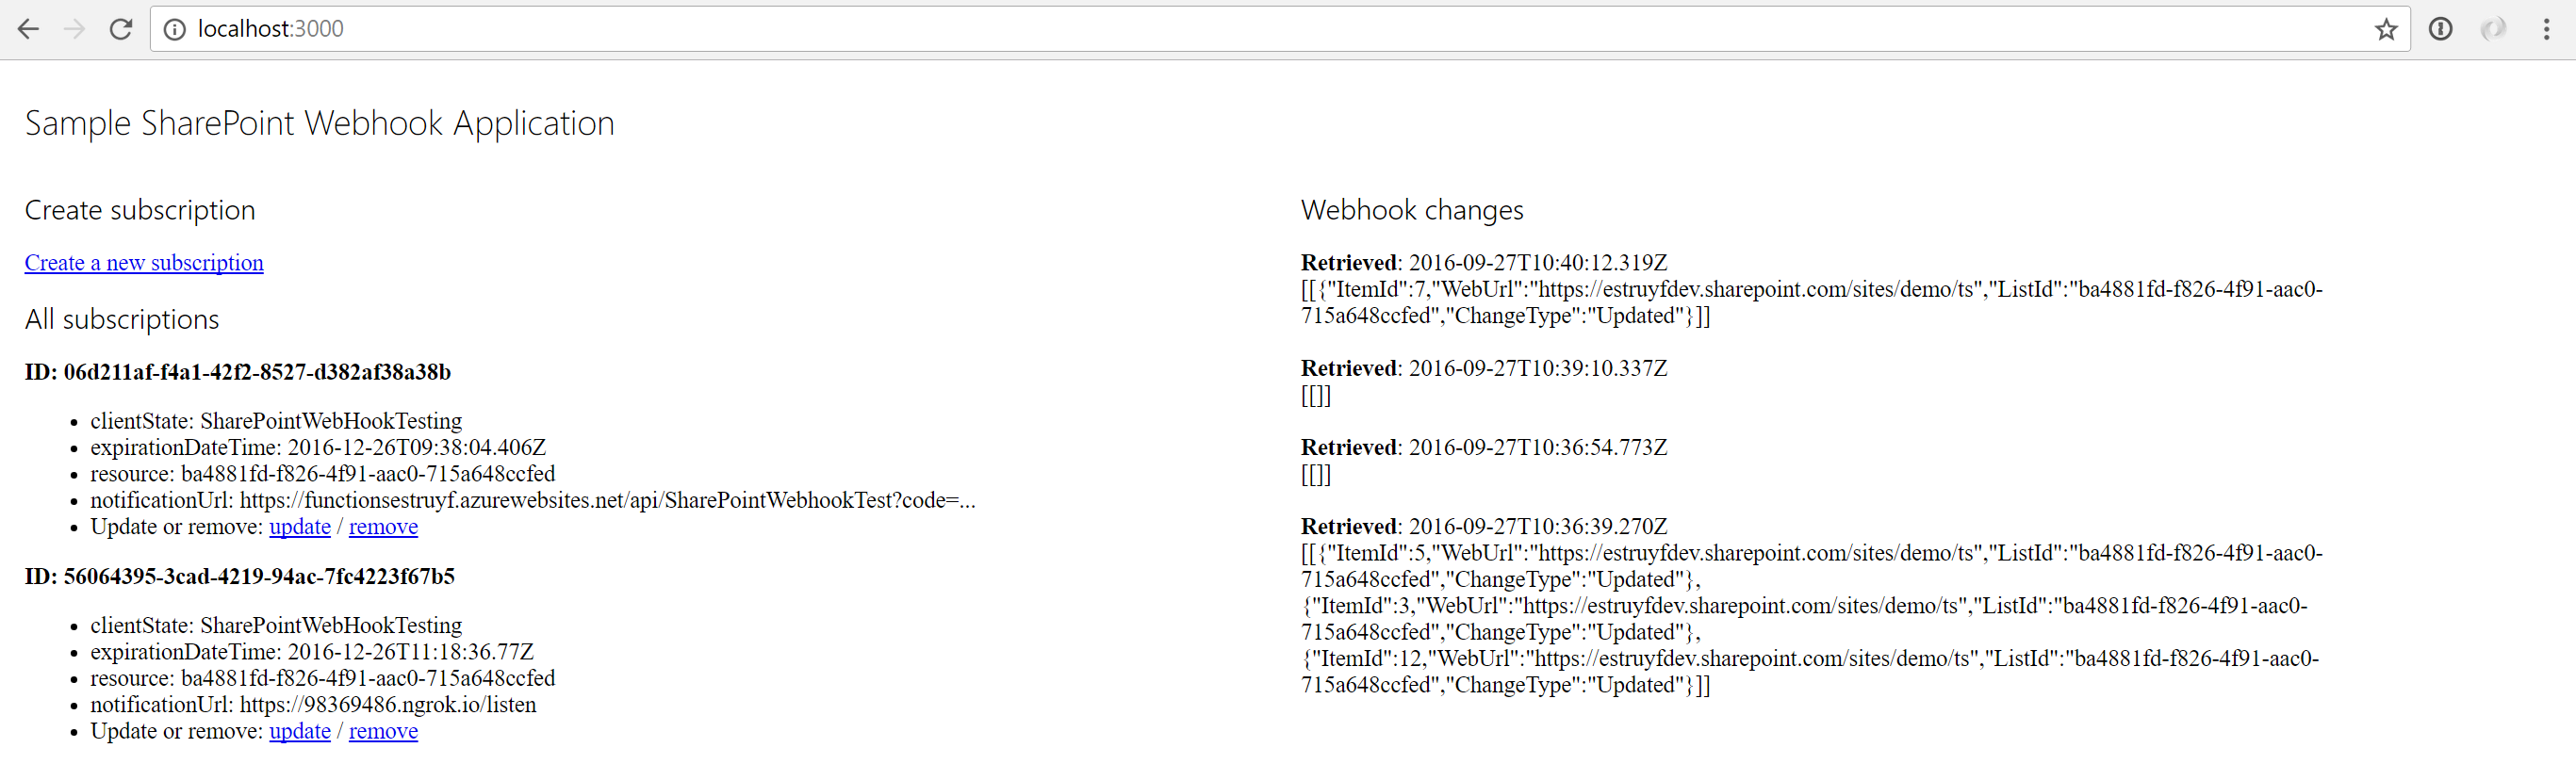 localhost:3000
Sample SharePoint Webhook Application
Create subscription
Create a new subscription
All subscriptions
ID: 06d211af-f4a1-42f2-8527-d382af38a38b
clientState: SharePointWebHookTesting
expirationDateTime: 2016-12-26T09:38:04.406Z
resource: ba4881fd-f826-4f91-aac0-715a648ccfed
notificationUrl: https://functionsestruyf.azurewebsites.net/api/SharePointWebhookTest?code=...
Update or remove: update / remove
ID: 56064395-3cad-4219-94ac-7fc4223f67b5
clientState: SharePointWebHookTesting
expirationDateTime: 2016-12-26T11:18:36.77Z
resource: ba4881fd-f826-4f91-aac0-715a648ccfed
notificationUrl: https://98369486.ngrok.io/listen
Update or remove: update / remove
Webhook changes
Retrieved: 2016-09-27T10:40:12.319Z
[[{"ItemId":7,"WebUrl":"https://estruyfdev.sharepoint.com/sites/demo/ts","ListId":"ba4881fd-f826-4f91-aac0-
715a648ccfed","ChangeType":"Updated"}]]
Retrieved: 2016-09-27T10:39:10.337Z
[[]]
Retrieved: 2016-09-27T10:36:54.773Z
[[]]
Retrieved: 2016-09-27T10:36:39.270Z
[[{"ItemId":5,"WebUrl":"https://estruyfdev.sharepoint.com/sites/demo/ts","ListId":"ba4881fd-f826-4f91-aac0-
715a648ccfed","ChangeType":"Updated"},
{"ItemId":3,"WebUrl":"https://estruyfdev.sharepoint.com/sites/demo/ts","ListId":"ba4881fd-f826-4f91-aac0-
715a648ccfed","ChangeType":"Updated"},
{"ItemId":12,"WebUrl":"https://estruyfdev.sharepoint.com/sites/demo/ts","ListId":"ba4881fd-f826-4f91-aac0-
715a648ccfed","ChangeType":"Updated"}]]